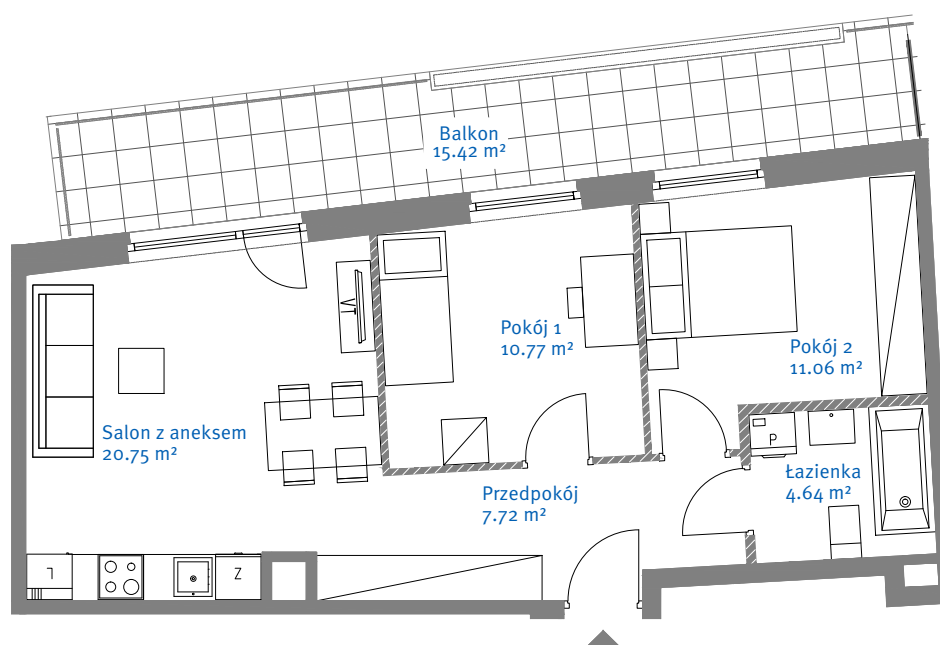 Balkon
15.42 m²
Pokój 1
10.77 m²
Pokój 2
11.06 m²
Salon z aneksem
20.75 m²
Przedpokój
7.72 m²
Łazienka
4.64 m²
P
L
Z